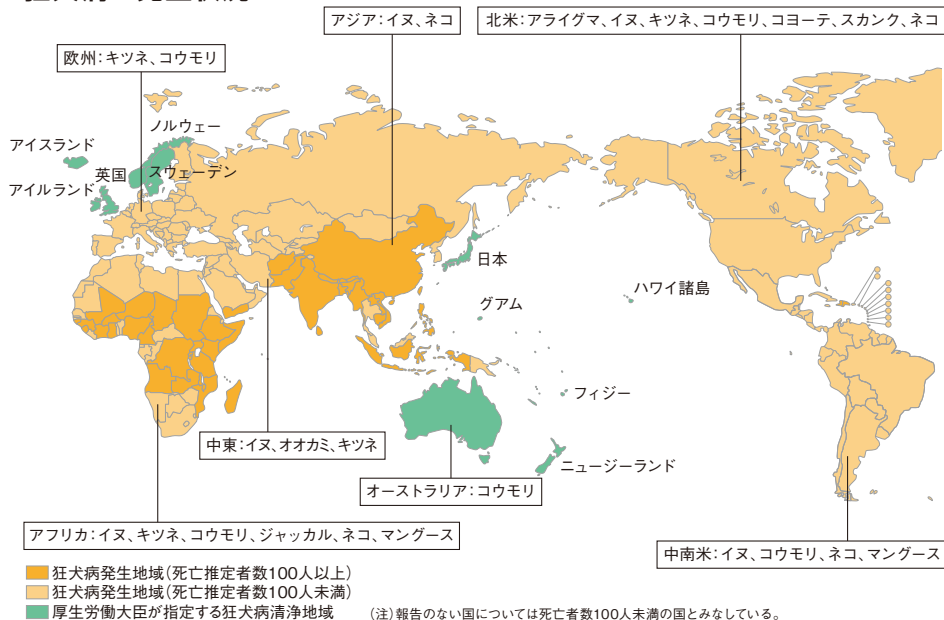 アジア：イヌ、ネコ
北米：アライグマ、イヌ、キツネ、コウモリ、コヨーテ、スカンク、ネコ
欧州：キツネ、コウモリ
ノルウェー
アイスランド
英国
スウェーデン
アイルランド
日本
グアム
ハワイ諸島
フィジー
ニュージーランド
中東：イヌ、オオカミ、キツネ
オーストラリア：コウモリ
アフリカ：イヌ、キツネ、コウモリ、ジャッカル、ネコ、マングース
中南米：イヌ、コウモリ、ネコ、マングース
狂犬病発生地域（死亡推定者数100人以上）
狂犬病発生地域（死亡推定者数100人未満）
厚生労働大臣が指定する狂犬病清浄地域
（注）報告のない国については死亡者数100人未満の国とみなしている。